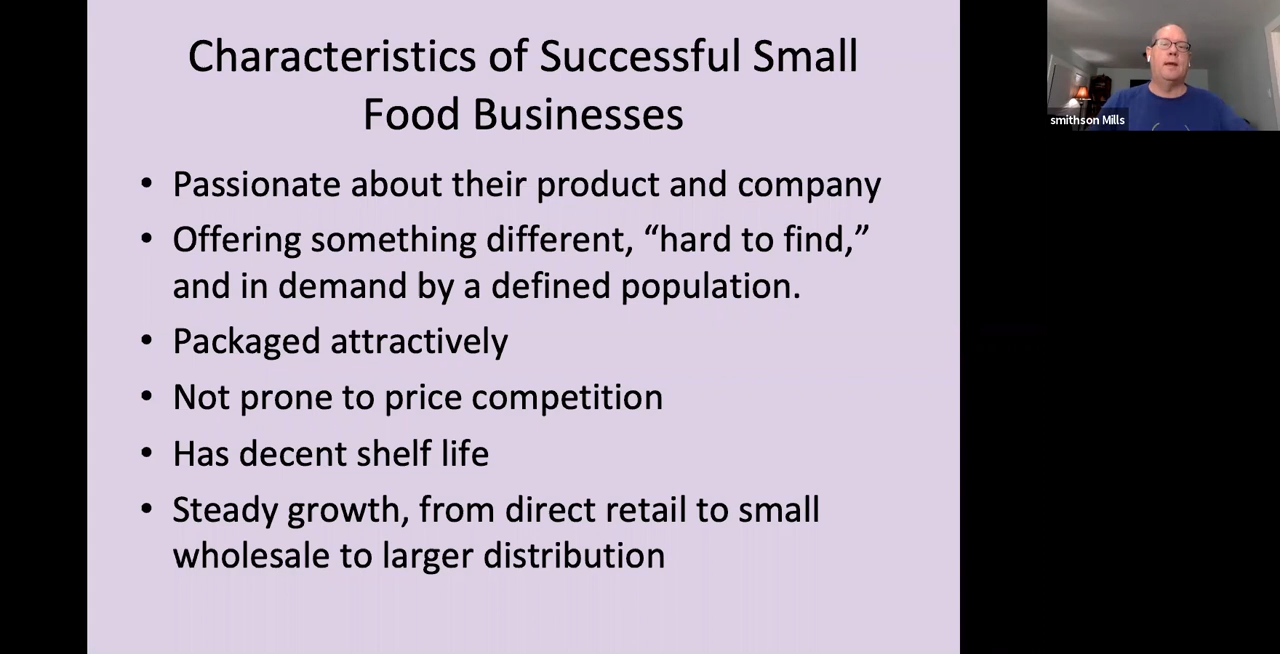 Characteristics of Successful Small
Food Businesses
• Passionate about their product and company
• Offering something different, “hard to find,”
and in demand by a defined population.
• Packaged attractively
• Not prone to price competition
• Has decent shelf life
• Steady growth, from direct retail to small
wholesale to larger distribution
smithson Mills